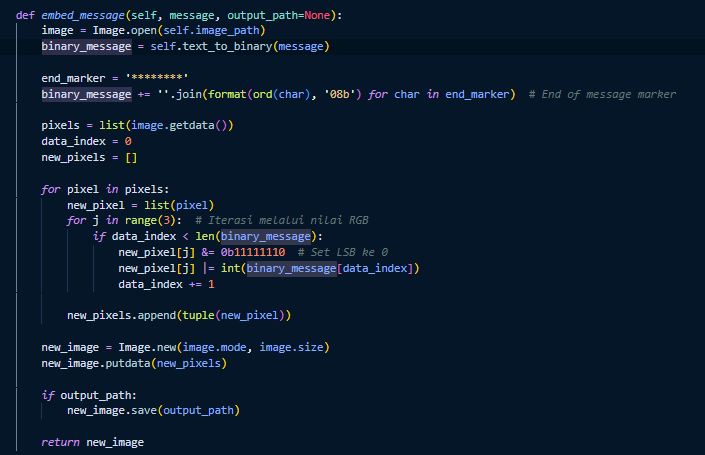 def embed_message(self, message, output_path=None):
    image = Image.open(self.image_path)
    binary_message = self.text_to_binary(message)

    end_marker = '********'
    binary_message += ''.join(format(ord(char), '08b') for char in end_marker)  # End of message marker

    pixels = list(image.getdata())
    data_index = 0
    new_pixels = []

    for pixel in pixels:
        new_pixel = list(pixel)
        for j in range(3):  # Iterasi melalui nilai RGB
            if data_index < len(binary_message):
                new_pixel[j] &= 0b11111110  # Set LSB ke 0
                new_pixel[j] |= int(binary_message[data_index])
                data_index += 1

        new_pixels.append(tuple(new_pixel))

    new_image = Image.new(image.mode, image.size)
    new_image.putdata(new_pixels)

    if output_path:
        new_image.save(output_path)

    return new_image